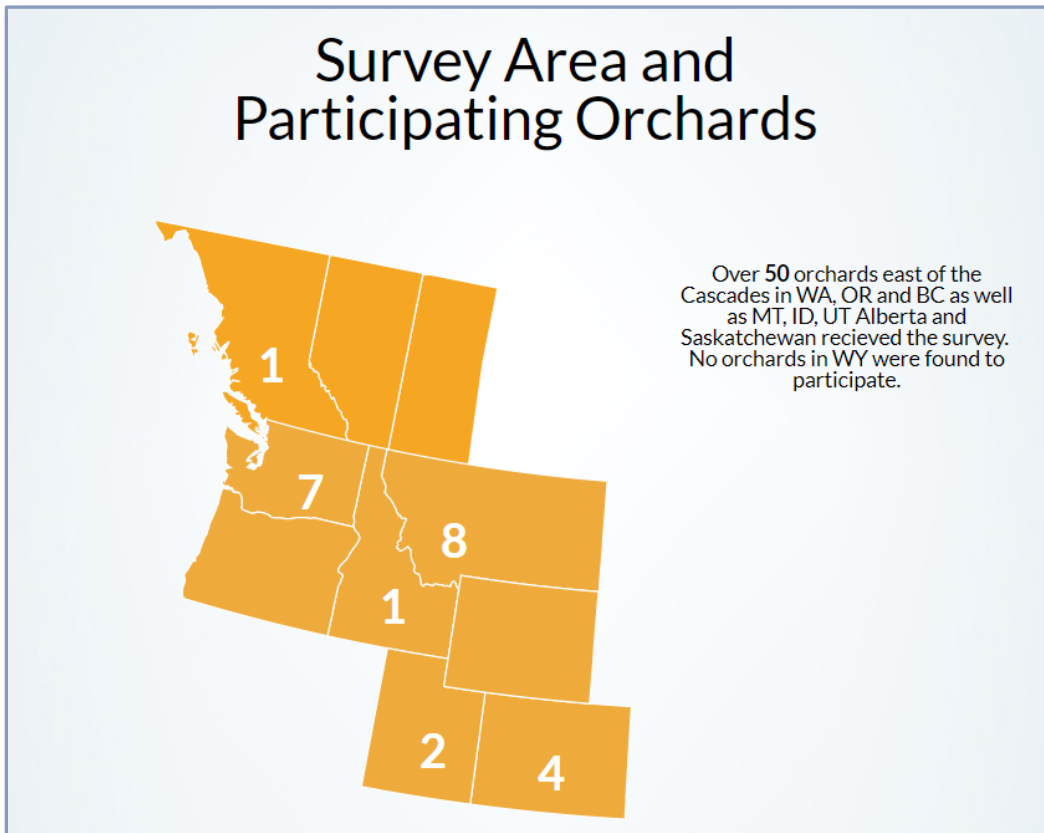 Survey Area and
Participating Orchards
Over 50 orchards east of the
Cascades in WA, OR and BC as well
as MT, ID, UT Alberta and
Saskatchewan recieved the survey.
No orchards in WY were found to
participate.
1
7
8
1
2
4